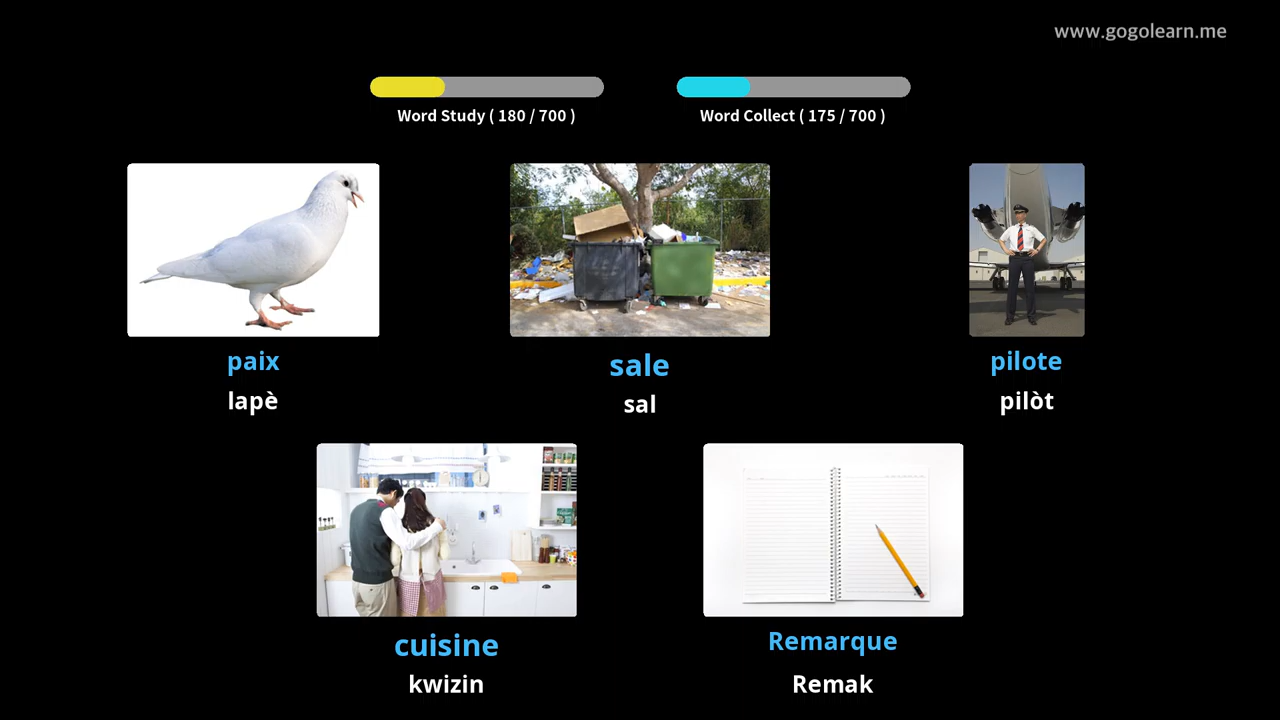 www.gogolearn.me
Word Study ( 180 / 700 )
Word Collect ( 175 / 700 )
paix
lapè
sale
sal
pilote
pilòt
cuisine
kwizin
Remarque
Remak